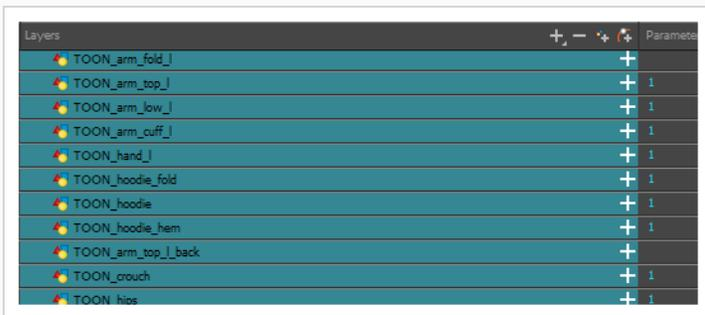 Layers Paramete
TOON_arm_fold_l
TOON_arm_top_l 1
TOON_arm_low_l 1
TOON_arm_cuff_l 1
TOON_hand_l 1
TOON_hoodie_fold 1
TOON_hoodie 1
TOON_hoodie_hem 1
TOON_arm_top_l_back
TOON_crouch 1
TOON_hips 1